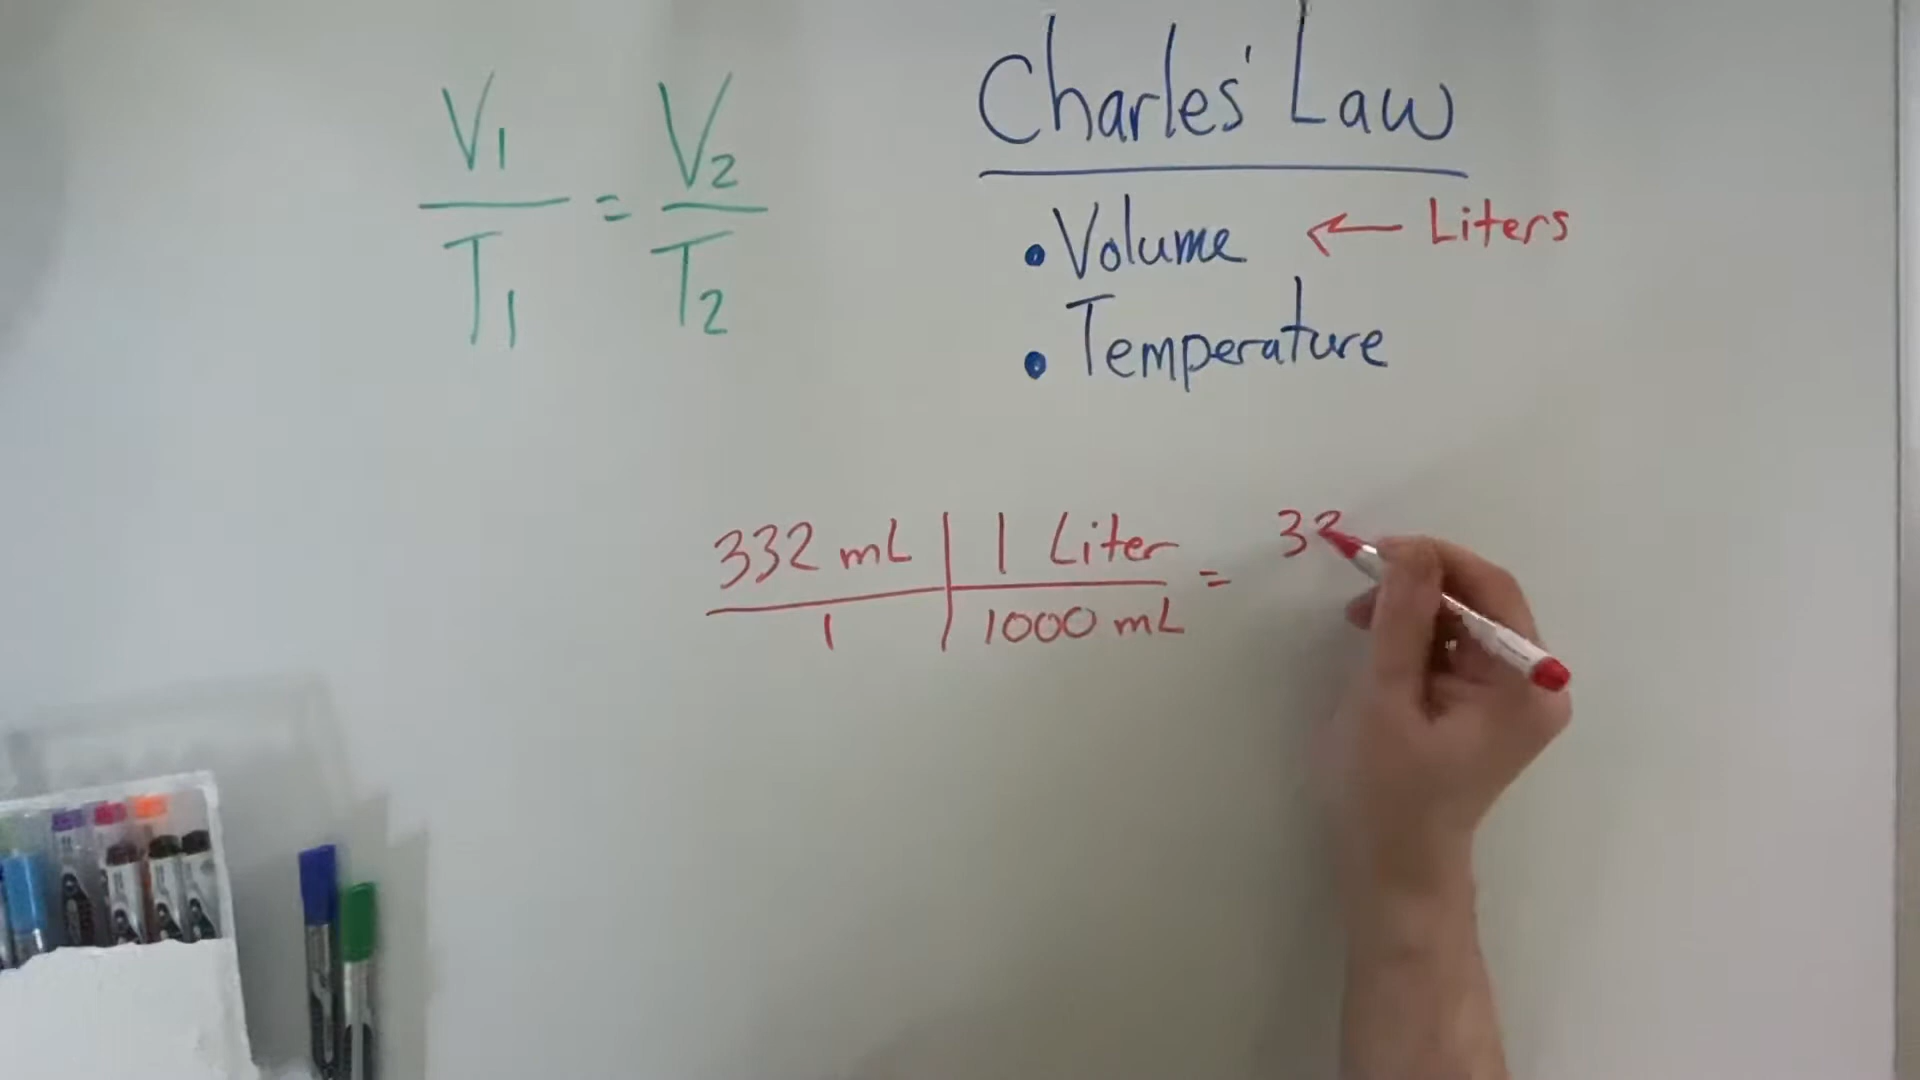 Charles' Law
V1 = V2
T1 T2
• Volume ← Liters
• Temperature
332 mL | 1 Liter = 33
1 | 1000 mL